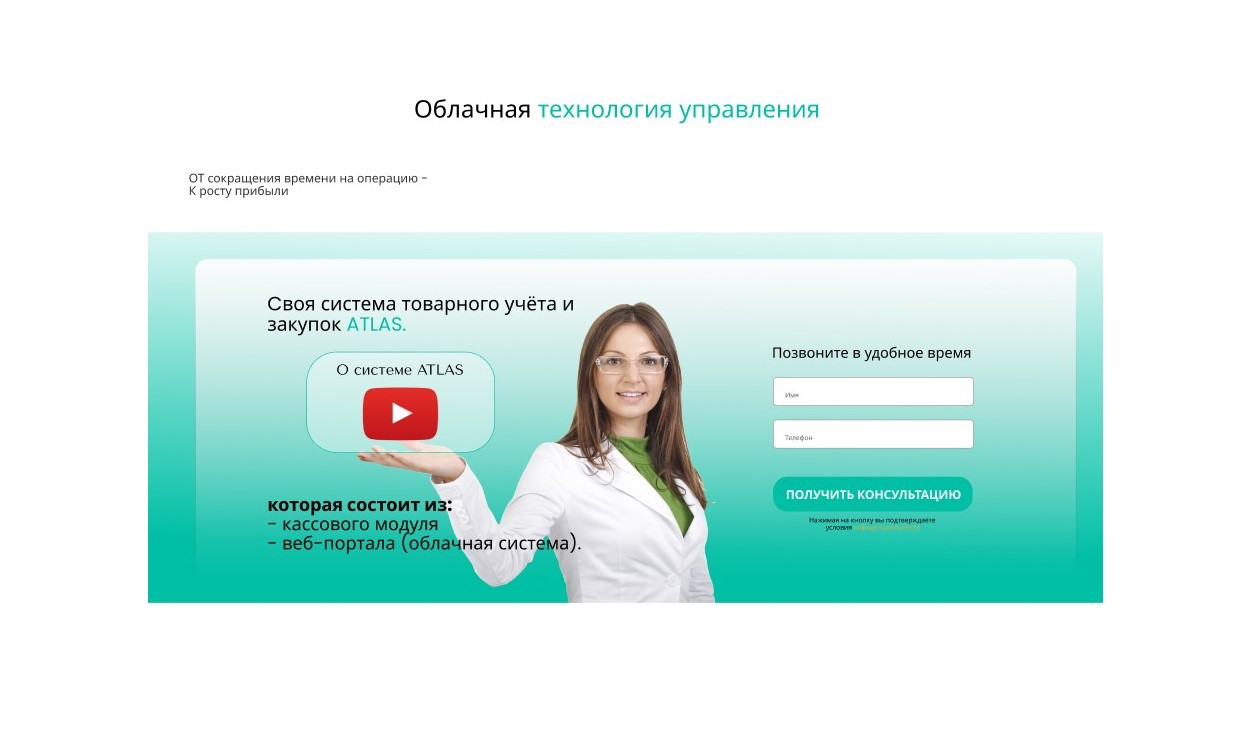 Облачная технология управления
ОТ сокращения времени на операцию –
К росту прибыли
Своя система товарного учёта и
закупок ATLAS.
О системе ATLAS
которая состоит из:
- кассового модуля
- веб-портала (облачная система).
Позвоните в удобное время
Имя
Телефон
ПОЛУЧИТЬ КОНСУЛЬТАЦИЮ
Нажимая на кнопку вы подтверждаете
условия